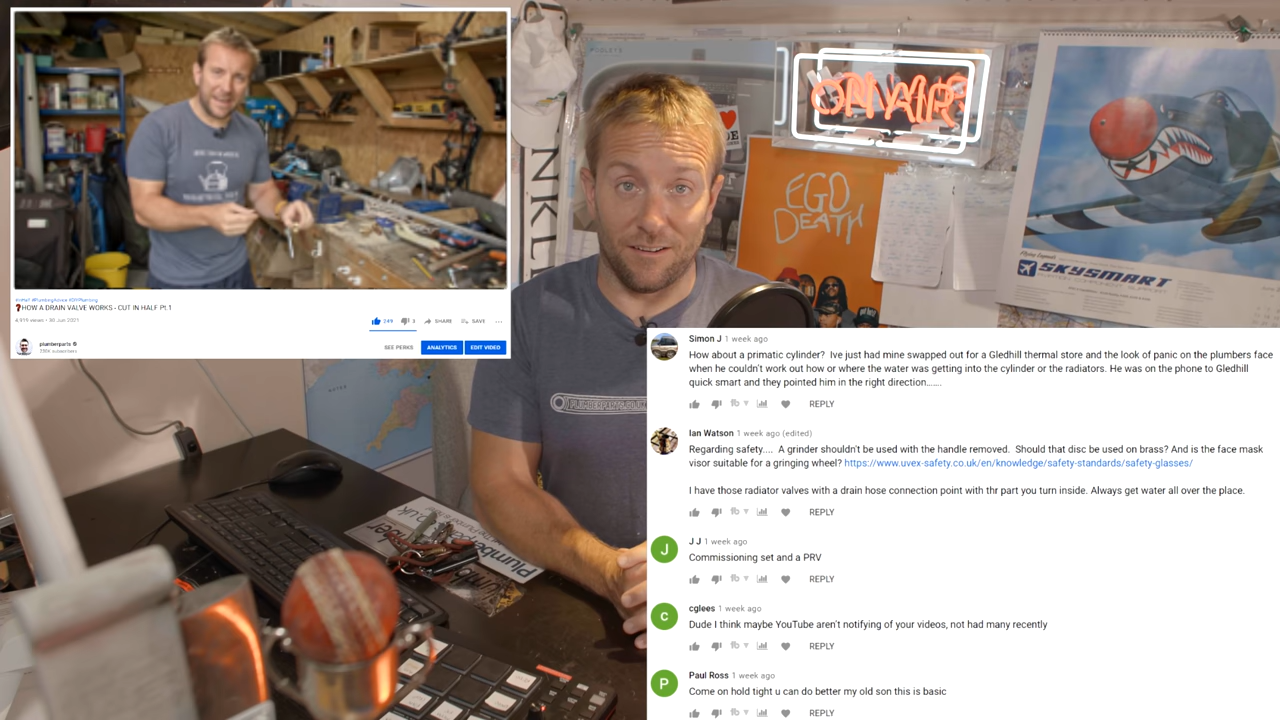 #InHalf #PlumbingAdvice #DIYPlumbing
❓HOW A DRAIN VALVE WORKS - CUT IN HALF Pt.1
4,919 views • 30 Jun 2021
249
3
SHARE
SAVE
plumberparts
SEE PERKS
ANALYTICS
EDIT VIDEO
ON AIR
EGO
DEATH
SKYSMART
Simon J 1 week ago
How about a primatic cylinder? Ive just had mine swapped out for a Gledhill thermal store and the look of panic on the plumbers face
when he couldn't work out how or where the water was getting into the cylinder or the radiators. He was on the phone to Gledhill
quick smart and they pointed him in the right direction.......
REPLY
Ian Watson 1 week ago (edited)
Regarding safety.... A grinder shouldn't be used with the handle removed. Should that disc be used on brass? And is the face mask
visor suitable for a gringing wheel? https://www.uvex-safety.co.uk/en/knowledge/safety-standards/safety-glasses/
I have those radiator valves with a drain hose connection point with thr part you turn inside. Always get water all over the place.
REPLY
J
J J 1 week ago
Commissioning set and a PRV
REPLY
c
cglees 1 week ago
Dude I think maybe YouTube aren't notifying of your videos, not had many recently
REPLY
P
Paul Ross 1 week ago
Come on hold tight u can do better my old son this is basic
REPLY